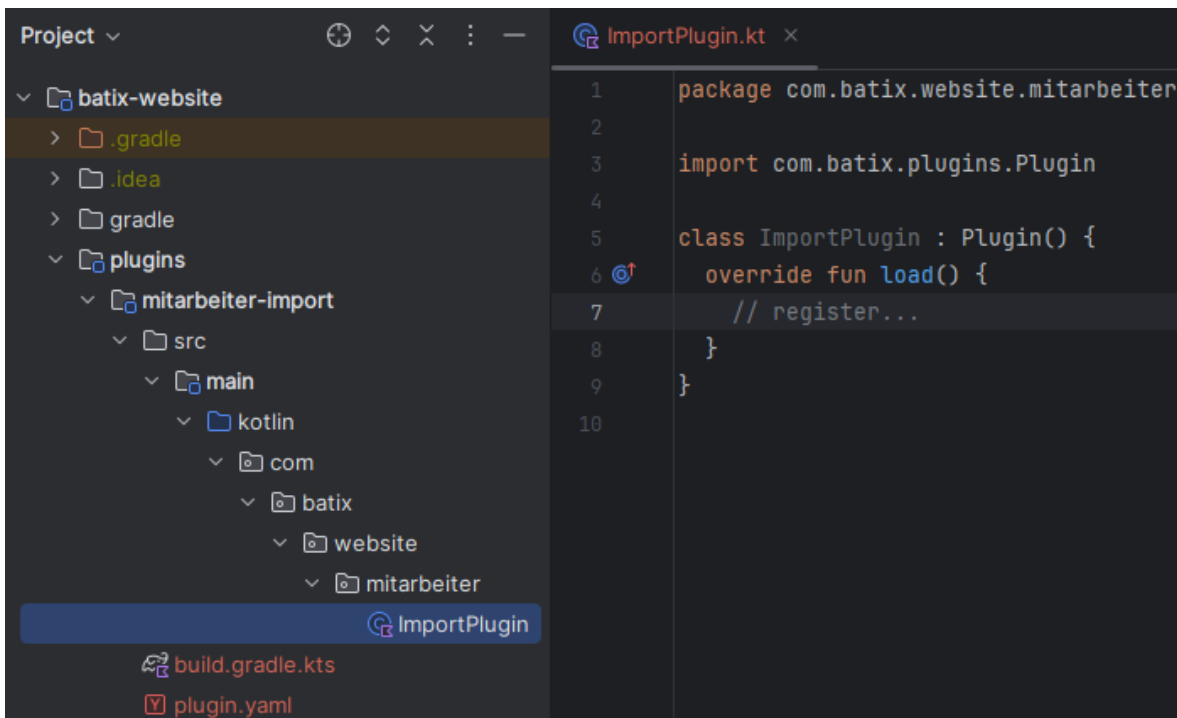 Project
batix-website
.gradle
.idea
gradle
plugins
mitarbeiter-import
src
main
kotlin
com
batix
website
mitarbeiter
ImportPlugin
build.gradle.kts
plugin.yaml
ImportPlugin.kt
1 package com.batix.website.mitarbeiter
2
3 import com.batix.plugins.Plugin
4
5 class ImportPlugin : Plugin() {
6 override fun load() {
7 // register...
8 }
9 }
10